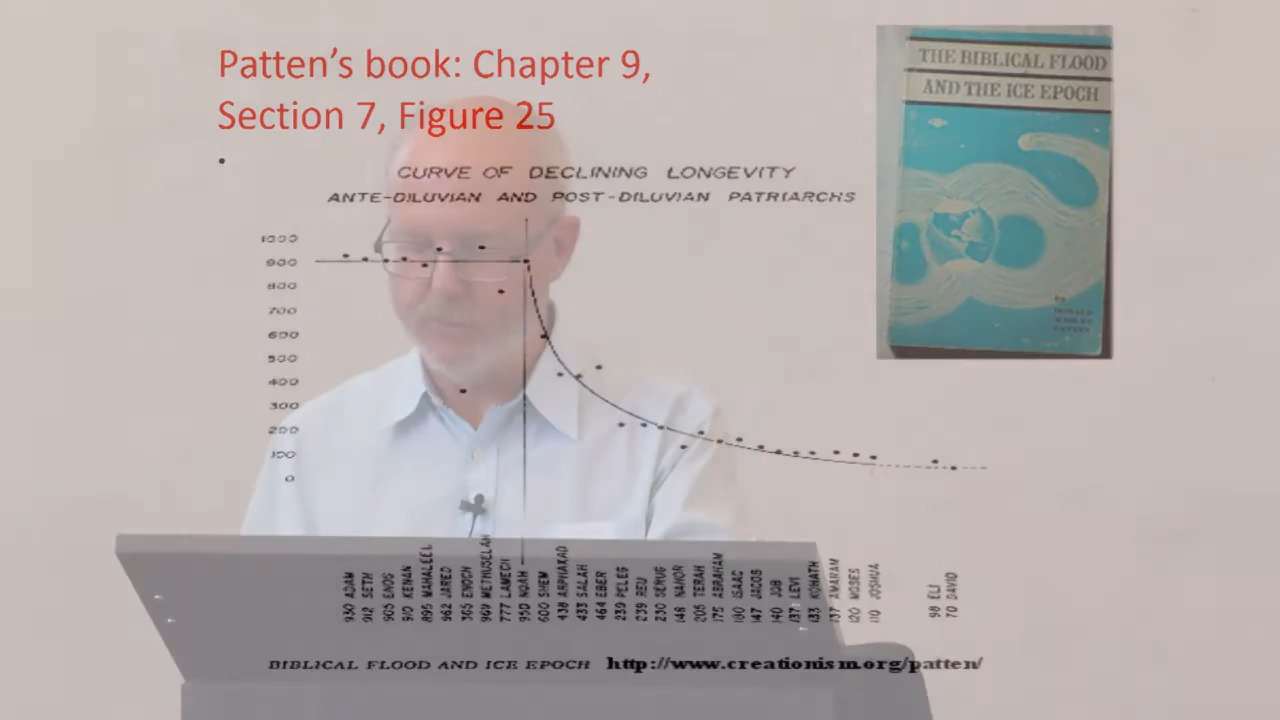 Patten’s book: Chapter 9,
Section 7, Figure 25
THE BIBLICAL FLOOD
AND THE ICE EPOCH
by
DONALD
WESLEY
PATTEN
CURVE OF DECLINING LONGEVITY
ANTE-DILUVIAN AND POST-DILUVIAN PATRIARCHS
1000
900
800
700
600
500
400
300
200
100
0
930 ADAM
912 SETH
905 ENOS
910 KENAN
895 MAHALEEL
962 JARED
365 ENOCH
969 METHUSELAH
777 LAMECH
950 NOAH
600 SHEM
438 ARPHAXAD
433 SALAH
464 EBER
239 PELEG
239 REU
230 SERUG
148 NAHOR
205 TERAH
175 ABRAHAM
180 ISAAC
147 JACOB
140 JOB
137 LEVI
133 KOHATH
137 AMARAM
120 MOSES
110 JOSHUA
98 ELI
70 DAVID
BIBLICAL FLOOD AND ICE EPOCH http://www.creationism.org/patten/